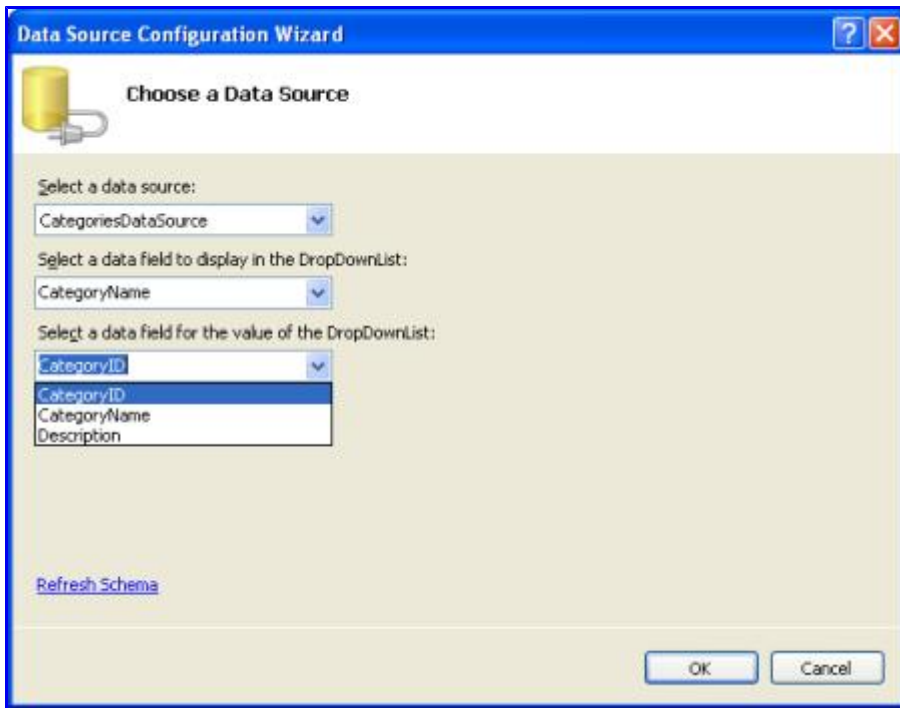 Data Source Configuration Wizard
Choose a Data Source
Select a data source:
CategoriesDataSource
Select a data field to display in the DropDownList:
CategoryName
Select a data field for the value of the DropDownList:
CategoryID
CategoryID
CategoryName
Description
Refresh Schema
OK Cancel